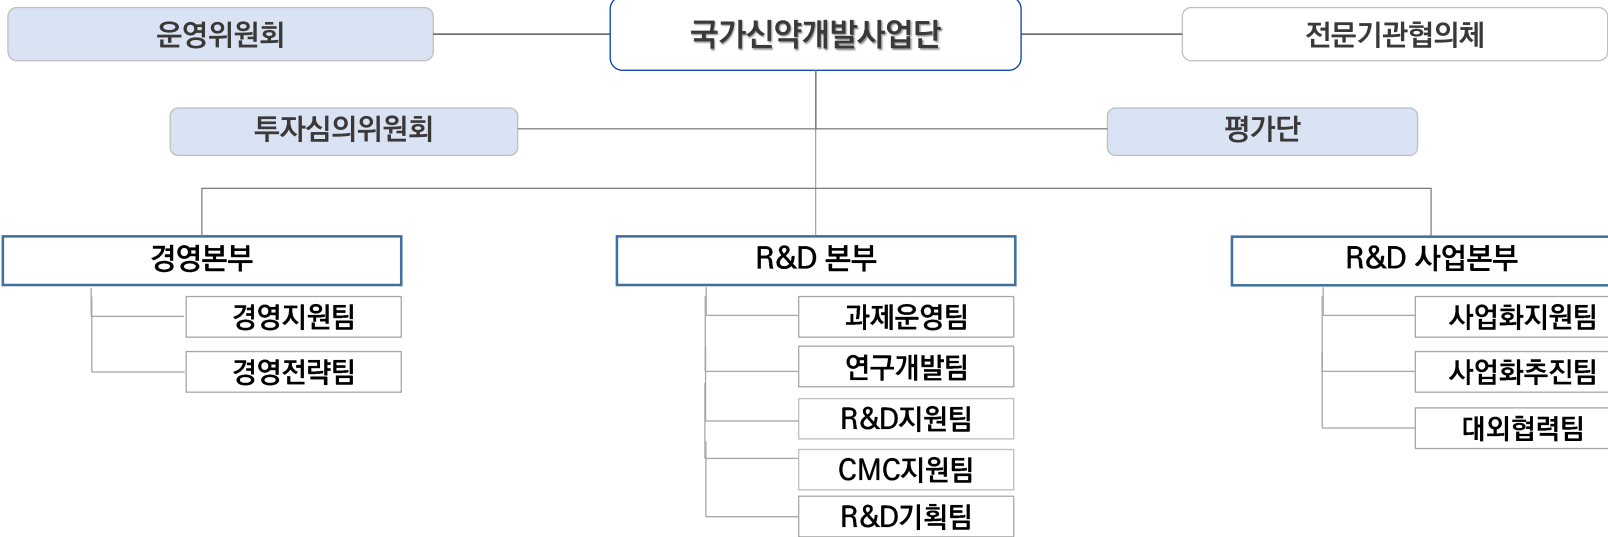 운영위원회
국가신약개발사업단
전문기관협의체
투자심의위원회
평가단
경영본부
R&D 본부
R&D 사업본부
경영지원팀
경영전략팀
과제운영팀
연구개발팀
R&D지원팀
CMC지원팀
R&D기획팀
사업화지원팀
사업화추진팀
대외협력팀